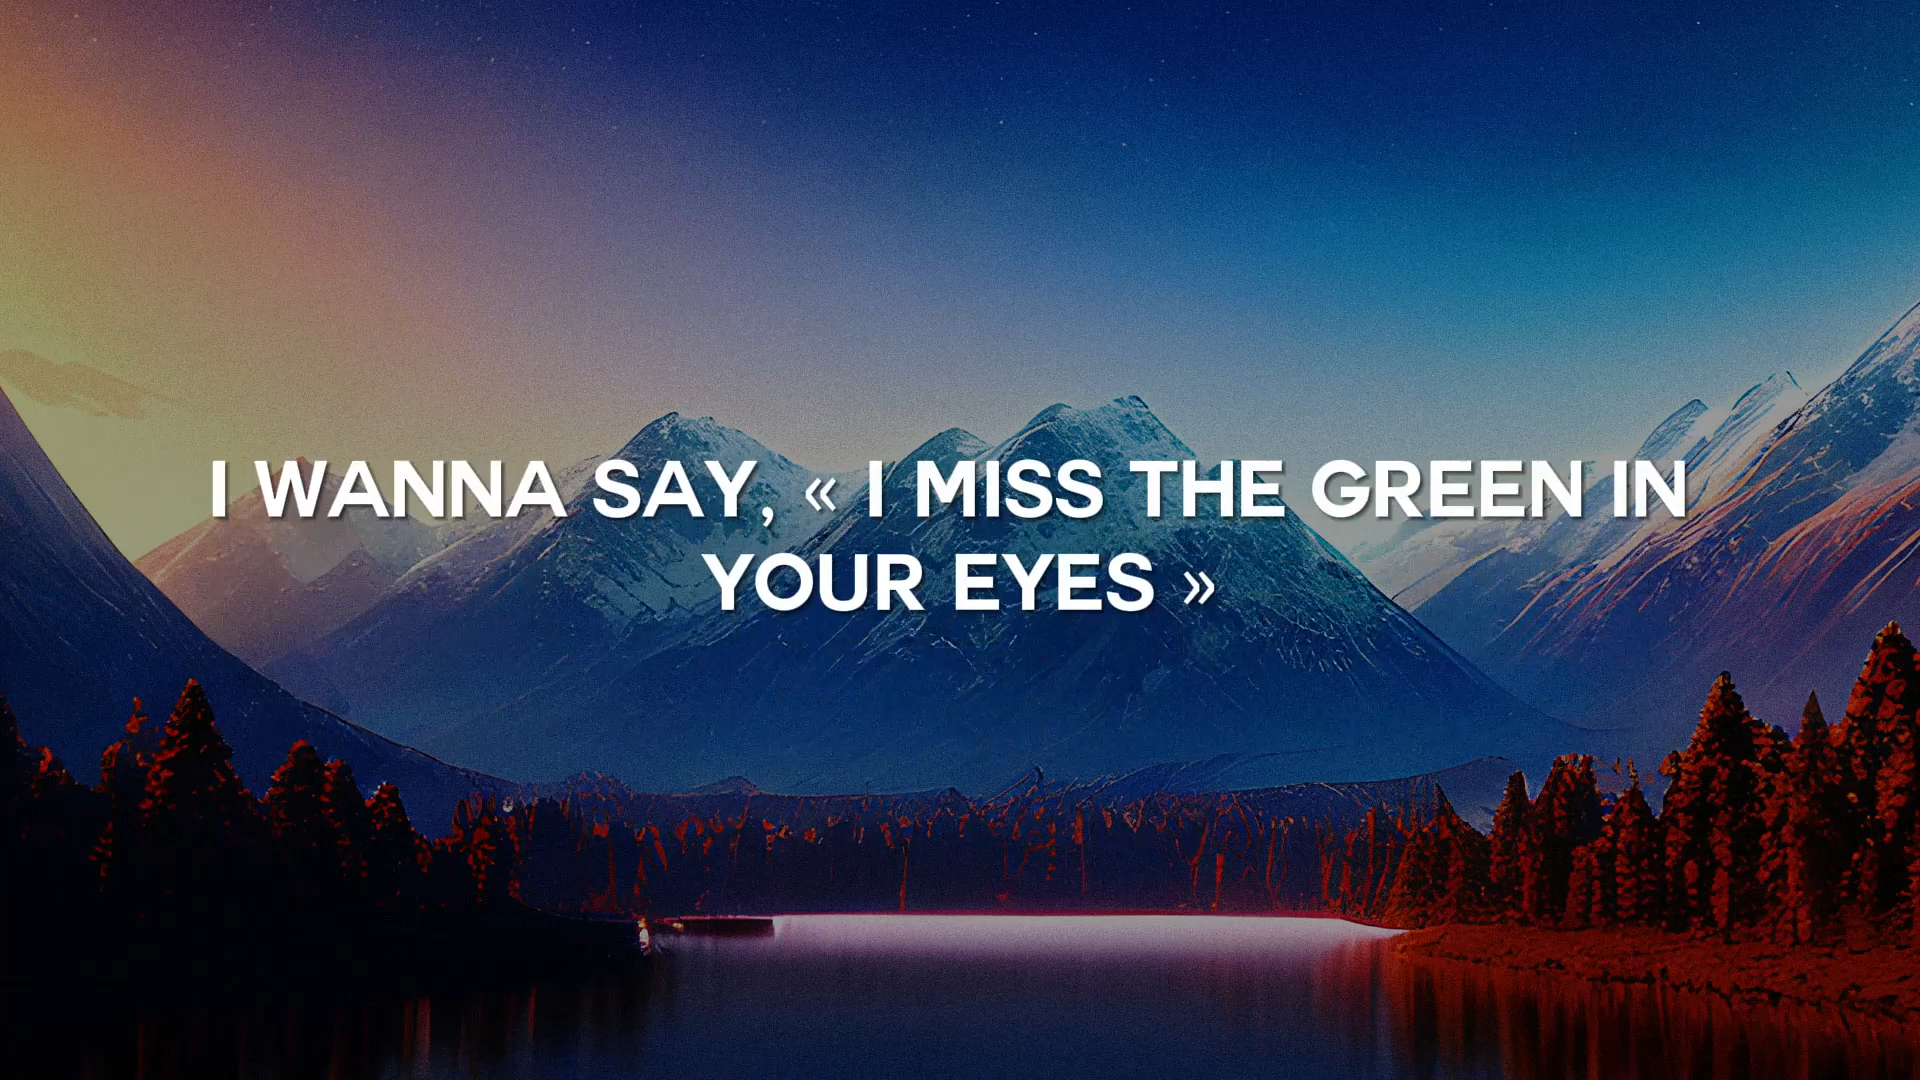 I WANNA SAY, « I MISS THE GREEN IN
YOUR EYES »